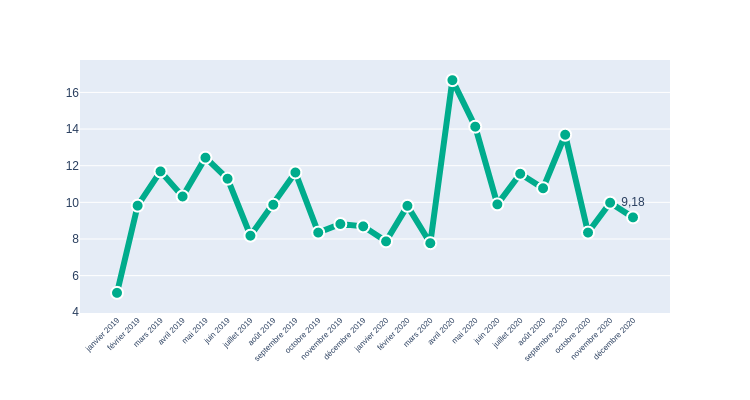 16
14
12
10
8
6
4
9,18
janvier 2019
février 2019
mars 2019
avril 2019
mai 2019
juin 2019
juillet 2019
août 2019
septembre 2019
octobre 2019
novembre 2019
décembre 2019
janvier 2020
février 2020
mars 2020
avril 2020
mai 2020
juin 2020
juillet 2020
août 2020
septembre 2020
octobre 2020
novembre 2020
décembre 2020